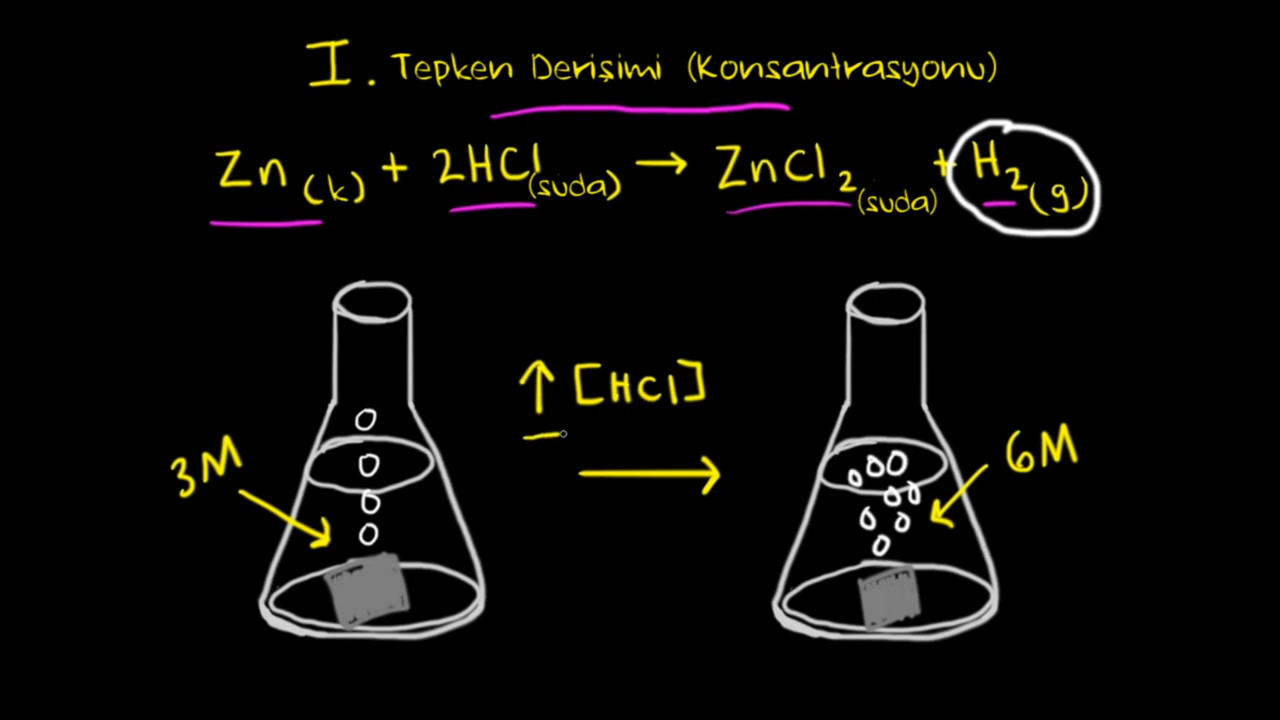 I. Tepken Derişimi (Konsantrasyonu)
Zn (k) + 2HCl (suda) → ZnCl₂ (suda) + H₂ (g)
↑ [HCl]
3M
6M